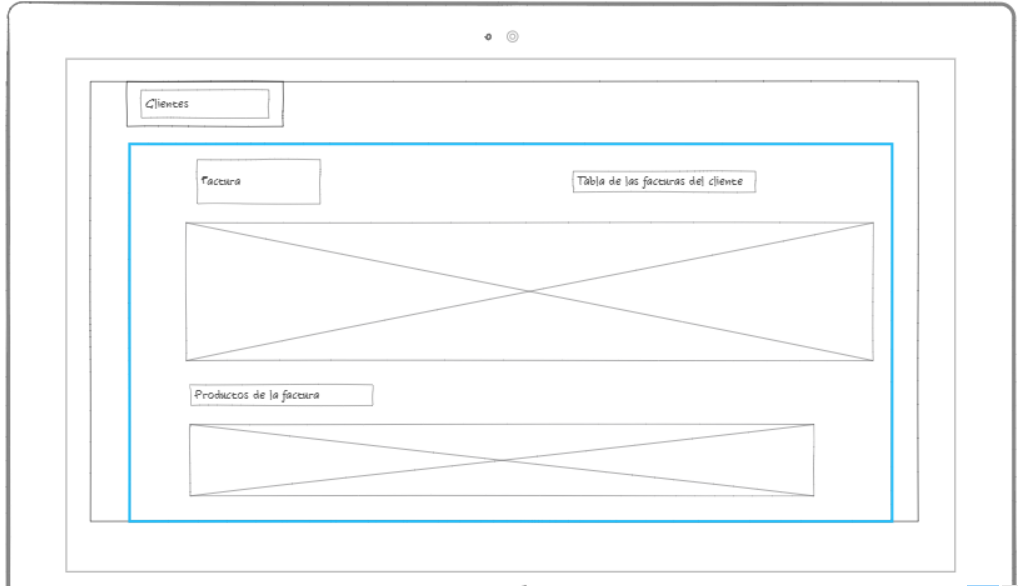 Clientes
Factura
Tabla de las facturas del cliente
Productos de la factura